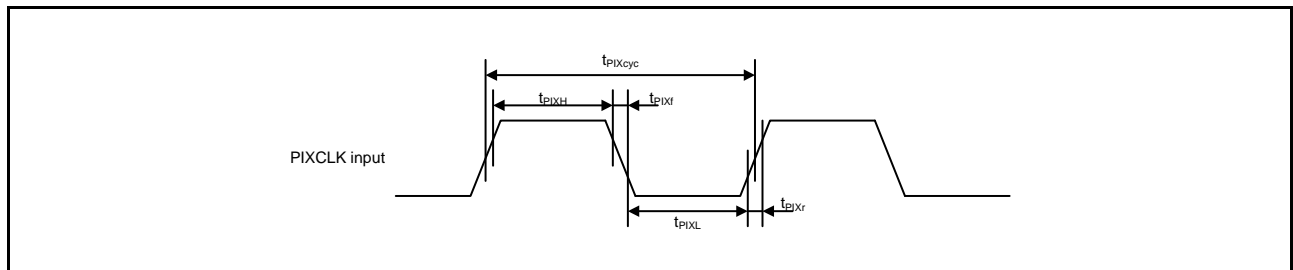 tPIXcyc
tPIXH
tPIXf
PIXCLK input
tPIXL
tPIXr